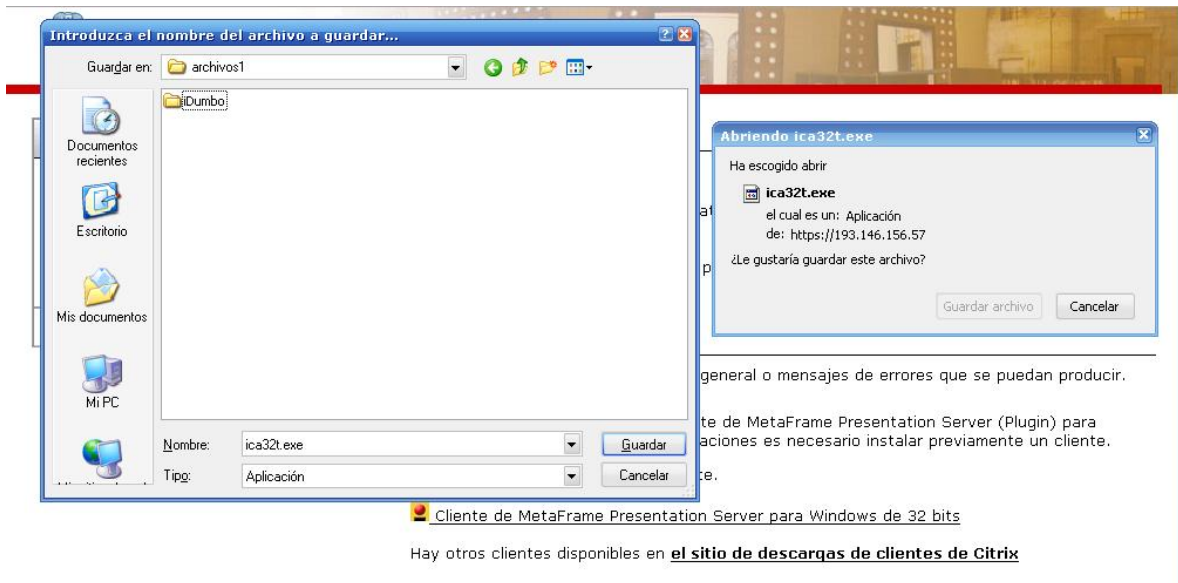 Introduzca el nombre del archivo a guardar...
Guardar en:
archivos1
iDumbo
Documentos
recientes
Escritorio
Mis documentos
Mi PC
Nombre:
ica32t.exe
Guardar
Tipo:
Aplicación
Cancelar
Abriendo ica32t.exe
Ha escogido abrir
ica32t.exe
el cual es un: Aplicación
de: https://193.146.156.57
¿Le gustaría guardar este archivo?
Guardar archivo
Cancelar
general o mensajes de errores que se puedan producir.
te de MetaFrame Presentation Server (Plugin) para
aciones es necesario instalar previamente un cliente.
te.
Cliente de MetaFrame Presentation Server para Windows de 32 bits
Hay otros clientes disponibles en el sitio de descargas de clientes de Citrix